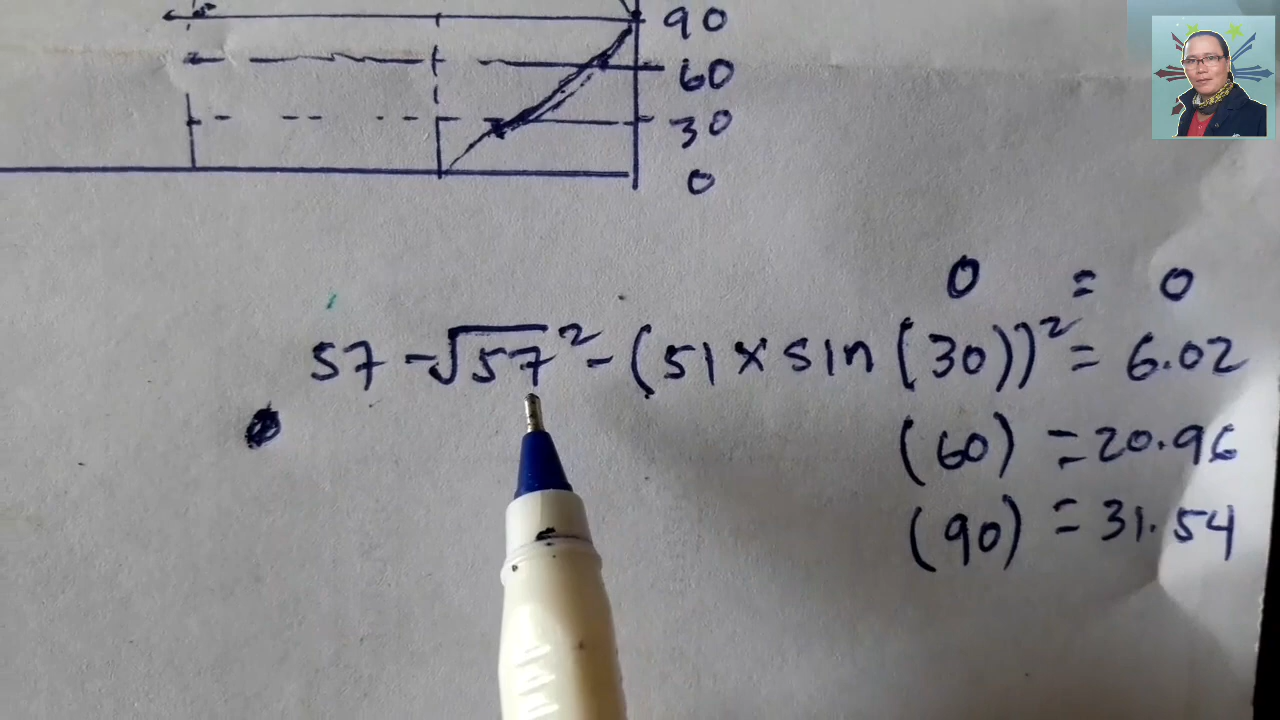 90
60
30
0
0 = 0
57 - √57² - (51 × sin (30))² = 6.02
(60) = 20.96
(90) = 31.54